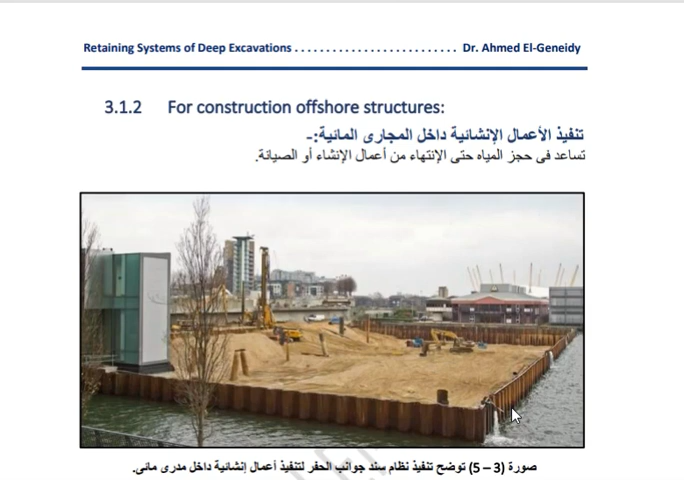 Retaining Systems of Deep Excavations . . . . . . . . . . . . . . . . . . . . . . . . . . Dr. Ahmed El-Geneidy
3.1.2 For construction offshore structures:
تنفيذ الأعمال الإنشائية داخل المجارى المائية:-
تساعد فى حجز المياه حتى الإنتهاء من أعمال الإنشاء أو الصيانة.
صورة (3 – 5) توضح تنفيذ نظام سند جوانب الحفر لتنفيذ أعمال إنشائية داخل مدرى مائى.